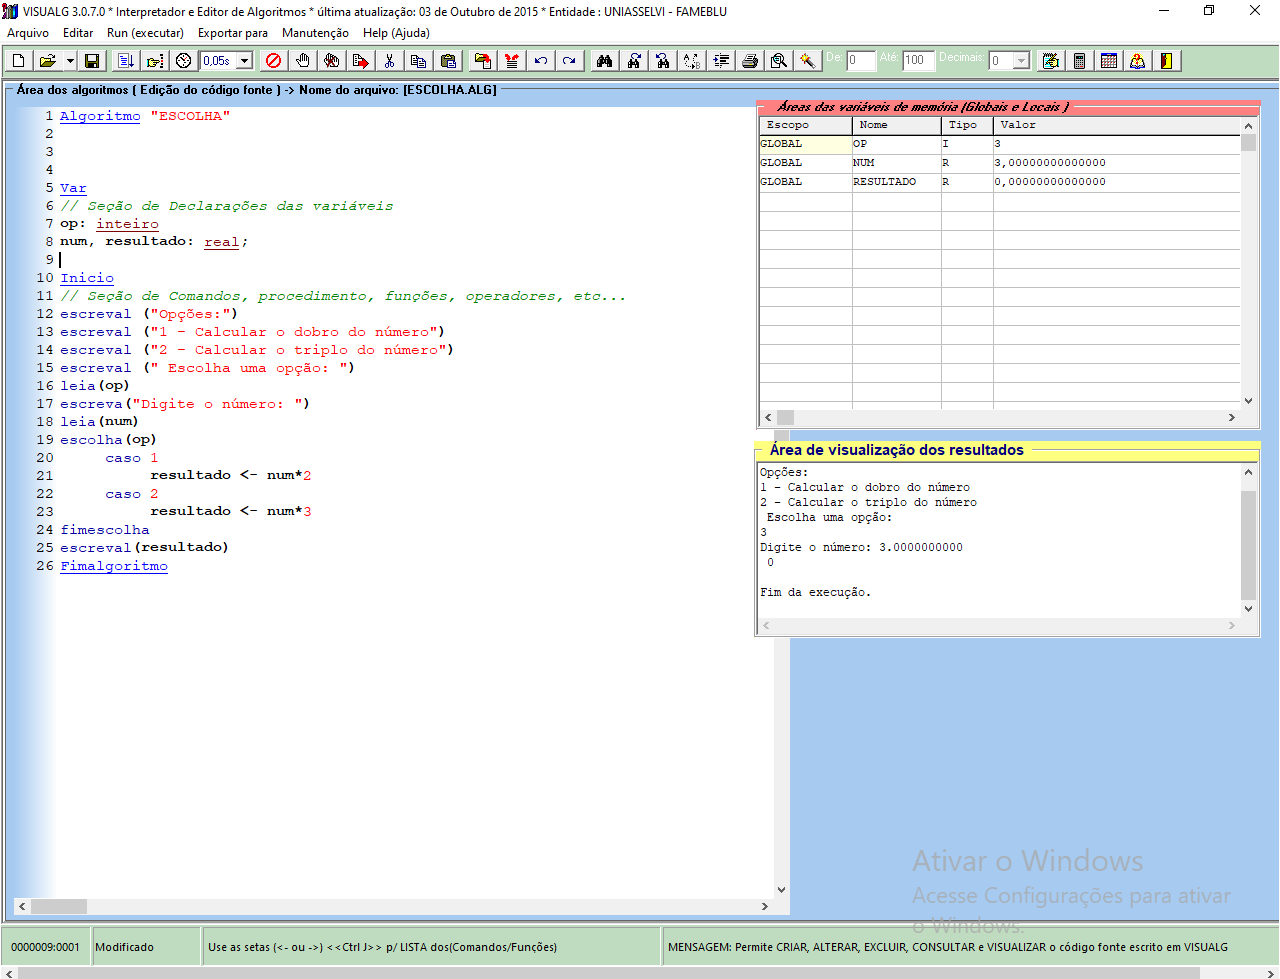 VISUALG 3.0.7.0 * Interpretador e Editor de Algoritmos * última atualização: 03 de Outubro de 2015 * Entidade : UNIASSELVI - FAMEBLU
Arquivo Editar Run (executar) Exportar para Manutenção Help (Ajuda)
0,05s De: 0 Até: 100 Decimais: 0
Área dos algoritmos ( Edição do código fonte ) -> Nome do arquivo: [ESCOLHA.ALG]
1 Algoritmo "ESCOLHA"
2
3
4
5 Var
6 // Seção de Declarações das variáveis
7 op: inteiro
8 num, resultado: real;
9
10 Inicio
11 // Seção de Comandos, procedimento, funções, operadores, etc...
12 escreval ("Opções:")
13 escreval ("1 - Calcular o dobro do número")
14 escreval ("2 - Calcular o triplo do número")
15 escreval (" Escolha uma opção: ")
16 leia(op)
17 escreva("Digite o número: ")
18 leia(num)
19 escolha(op)
20 caso 1
21 resultado <- num*2
22 caso 2
23 resultado <- num*3
24 fimescolha
25 escreval(resultado)
26 Fimalgoritmo
Áreas das variáveis de memória (Globais e Locais )
Escopo Nome Tipo Valor
GLOBAL OP I 3
GLOBAL NUM R 3,00000000000000
GLOBAL RESULTADO R 0,00000000000000
Área de visualização dos resultados
Opções:
1 - Calcular o dobro do número
2 - Calcular o triplo do número
Escolha uma opção:
3
Digite o número: 3.0000000000
0
Fim da execução.
Ativar o Windows
Acesse Configurações para ativar
o Windows.
0000009:0001 Modificado Use as setas (<- ou ->) <<Ctrl J>> p/ LISTA dos(Comandos/Funções) MENSAGEM: Permite CRIAR, ALTERAR, EXCLUIR, CONSULTAR e VISUALIZAR o código fonte escrito em VISUALG